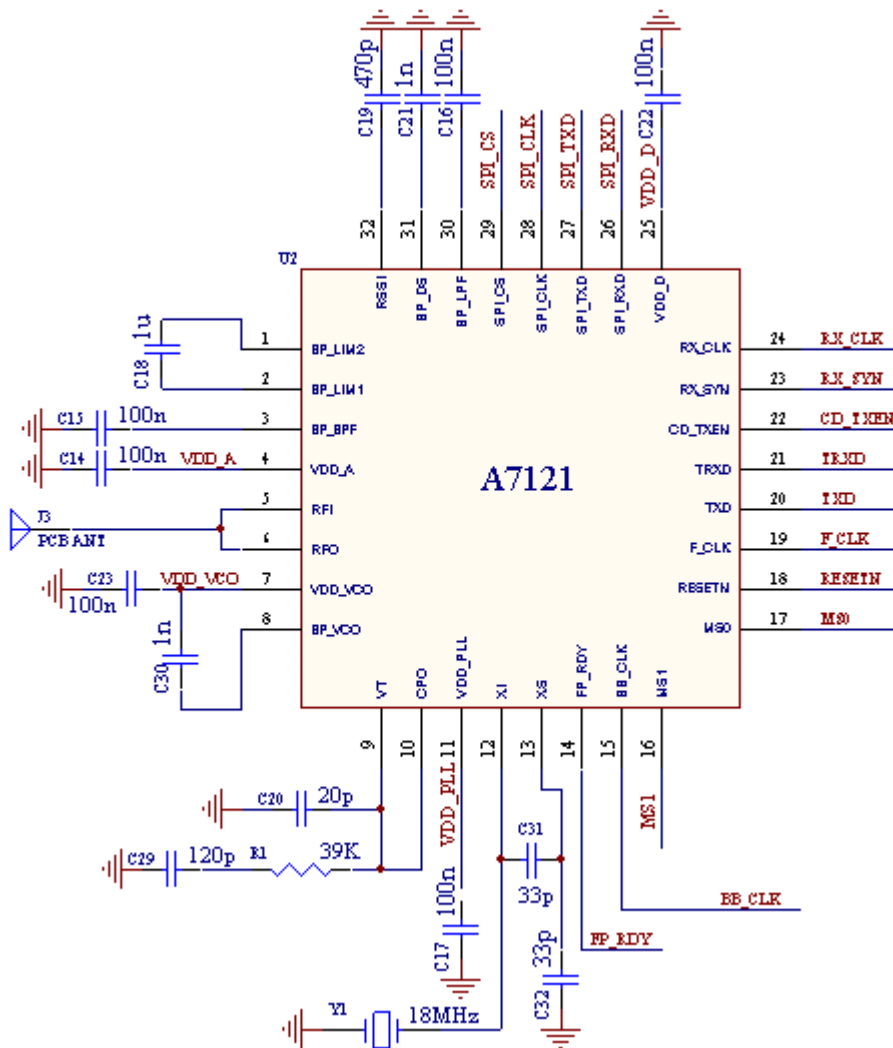 470p
1n
100n
100n
C19
C21
C16
C22
SPI_CS
SPI_CLK
SPI_TXD
SPI_RXD
VDD_D
32
31
30
29
28
27
26
25
U2
RSSI
BP_DS
BP_LPF
SPI_CS
SPI_CLK
SPI_TXD
SPI_RXD
VDD_D
1u
C18
1
BP_LIM2
RX_CLK
24
RX_CLK
2
BP_LIM1
RX_SYN
23
RX_SYN
C15
100n
3
BP_BPF
CD_TXEN
22
CD_TXEN
C14
100n
VDD_A
4
VDD_A
TRXD
21
TRXD
A7121
5
RFI
TXD
20
TXD
J3
PCB ANT
6
RFO
F_CLK
19
F_CLK
C23
100n
VDD_VCO
7
VDD_VCO
RESETN
18
RESETN
8
BP_VCO
MS0
17
MS0
1n
C30
VT
CPO
VDD_PLL
XI
XS
FP_RDY
BB_CLK
MS1
9
10
11
12
13
14
15
16
VDD_PLL
MS1
C20
20p
C29
120p
R1
39K
C31
33p
100n
C17
33p
C32
BB_CLK
FP_RDY
Y1
18MHz